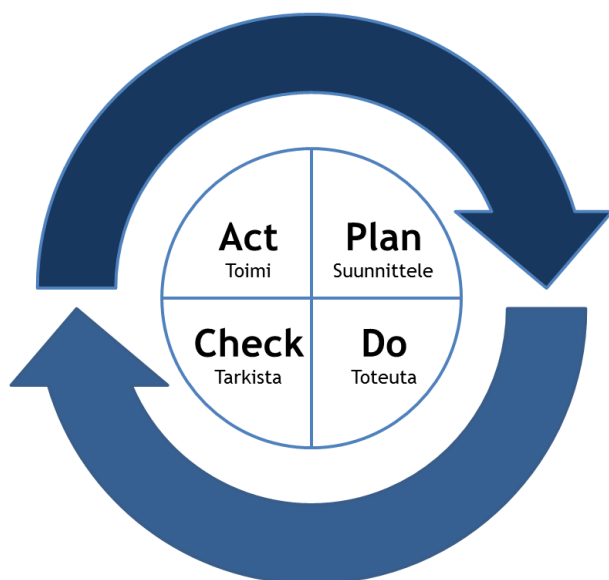 Act
Toimi
Plan
Suunnittele
Check
Tarkista
Do
Toteuta